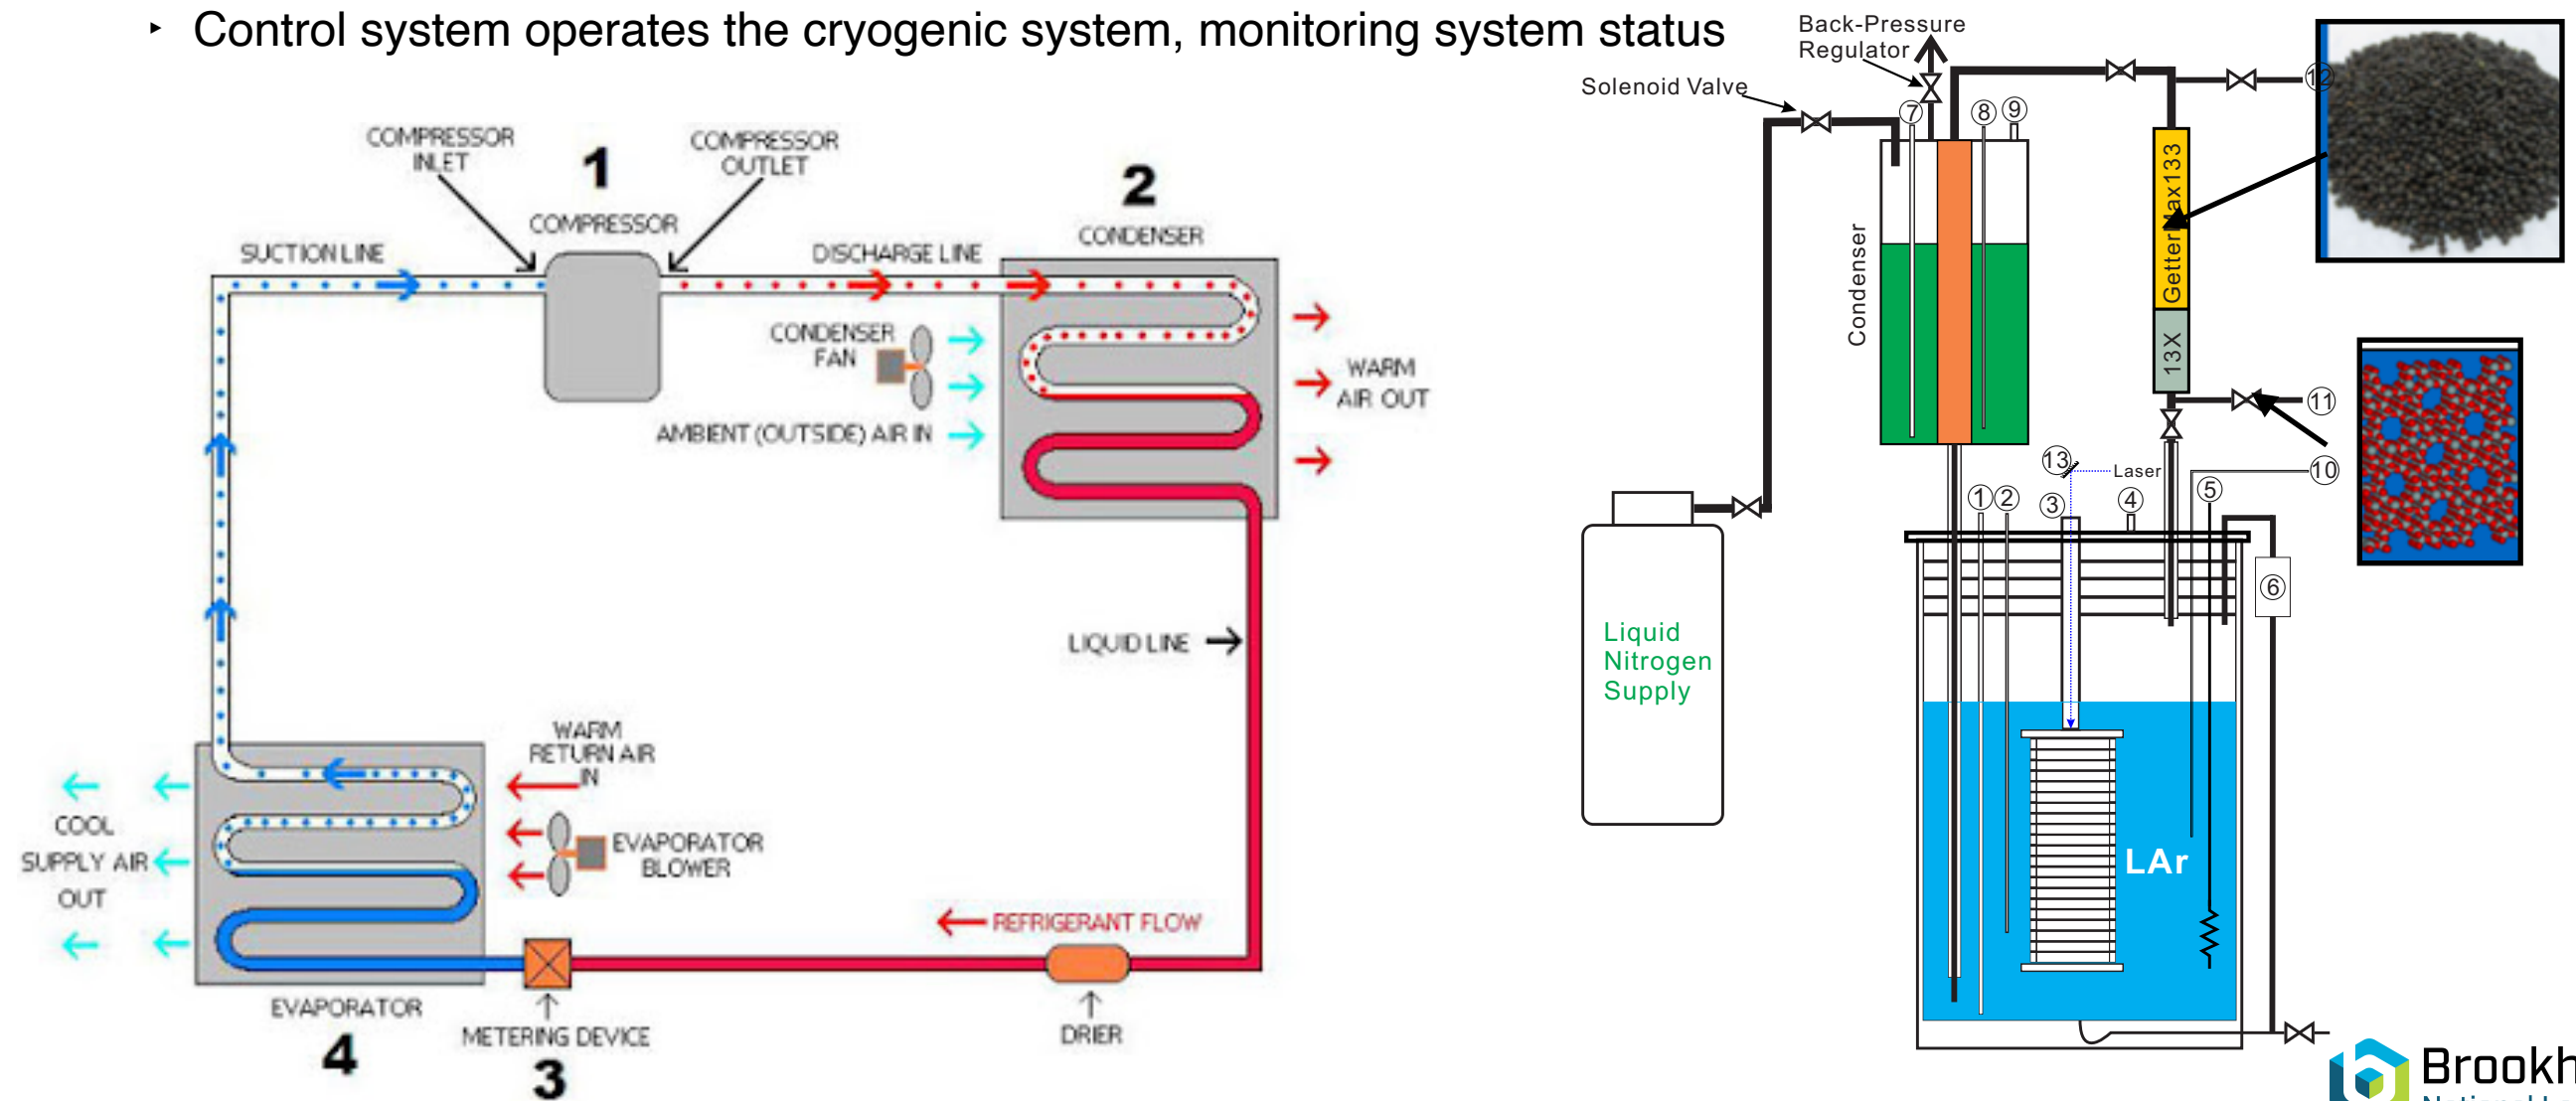 ‣ Control system operates the cryogenic system, monitoring system status
COMPRESSOR
INLET
1
COMPRESSOR
OUTLET
COMPRESSOR
2
CONDENSER
SUCTION LINE
DISCHARGE LINE
CONDENSER
FAN
AMBIENT (OUTSIDE) AIR IN
WARM
AIR OUT
LIQUID LINE
WARM
RETURN AIR
IN
EVAPORATOR
BLOWER
COOL
SUPPLY AIR
OUT
REFRIGERANT FLOW
EVAPORATOR
4
METERING DEVICE
3
DRIER
Back-Pressure
Regulator
Solenoid Valve
7
8
9
12
Condenser
13X
11
13
Laser
10
1
2
3
4
5
6
Liquid
Nitrogen
Supply
LAr